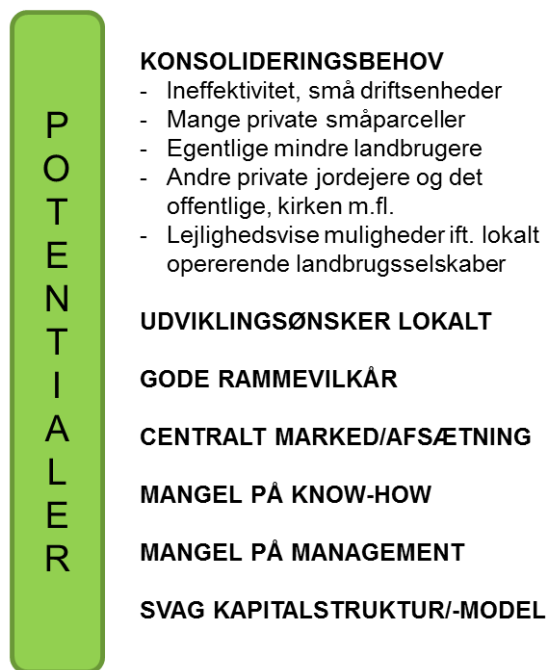 POTENTIALER
KONSOLIDERINGSBEHOV
- Ineffektivitet, små driftsenheder
- Mange private småparceller
- Egentlige mindre landbrugere
- Andre private jordejere og det
offentlige, kirken m.fl.
- Lejlighedsvise muligheder ift. lokalt
opererende landbrugsselskaber
UDVIKLINGSØNSKER LOKALT
GODE RAMMEVILKÅR
CENTRALT MARKED/AFSÆTNING
MANGEL PÅ KNOW-HOW
MANGEL PÅ MANAGEMENT
SVAG KAPITALSTRUKTUR/-MODEL